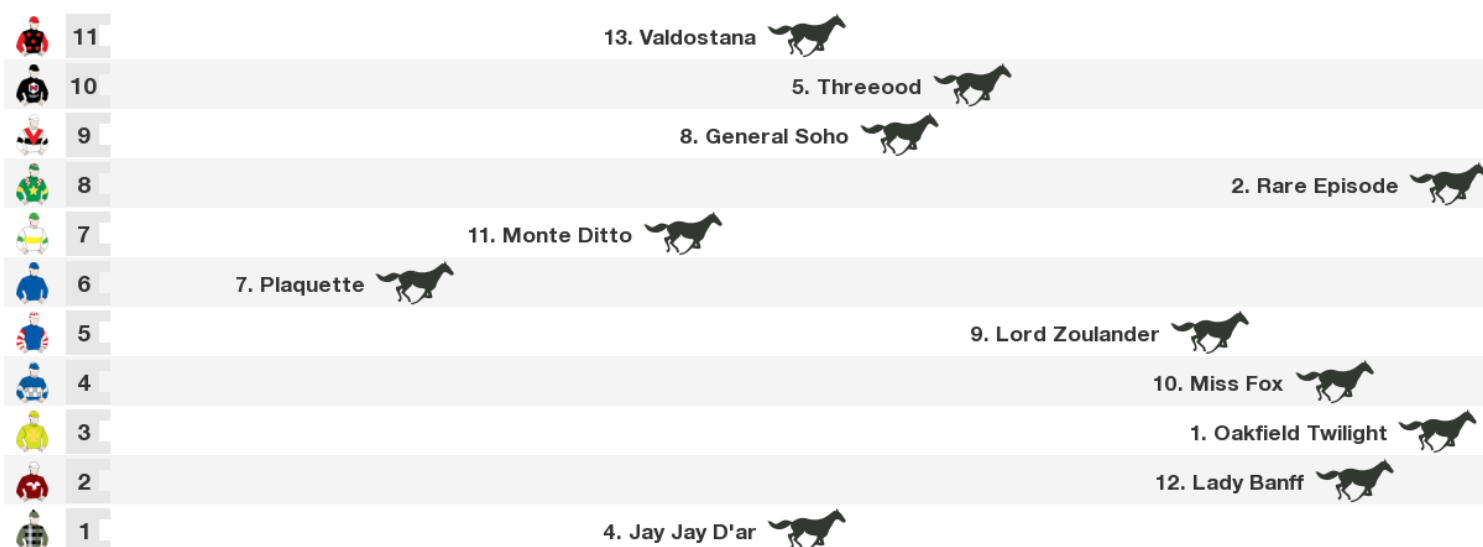 11 13. Valdostana
10 5. Threeood
9 8. General Soho
8 2. Rare Episode
7 11. Monte Ditto
6 7. Plaquette
5 9. Lord Zoulander
4 10. Miss Fox
3 1. Oakfield Twilight
2 12. Lady Banff
1 4. Jay Jay D'ar